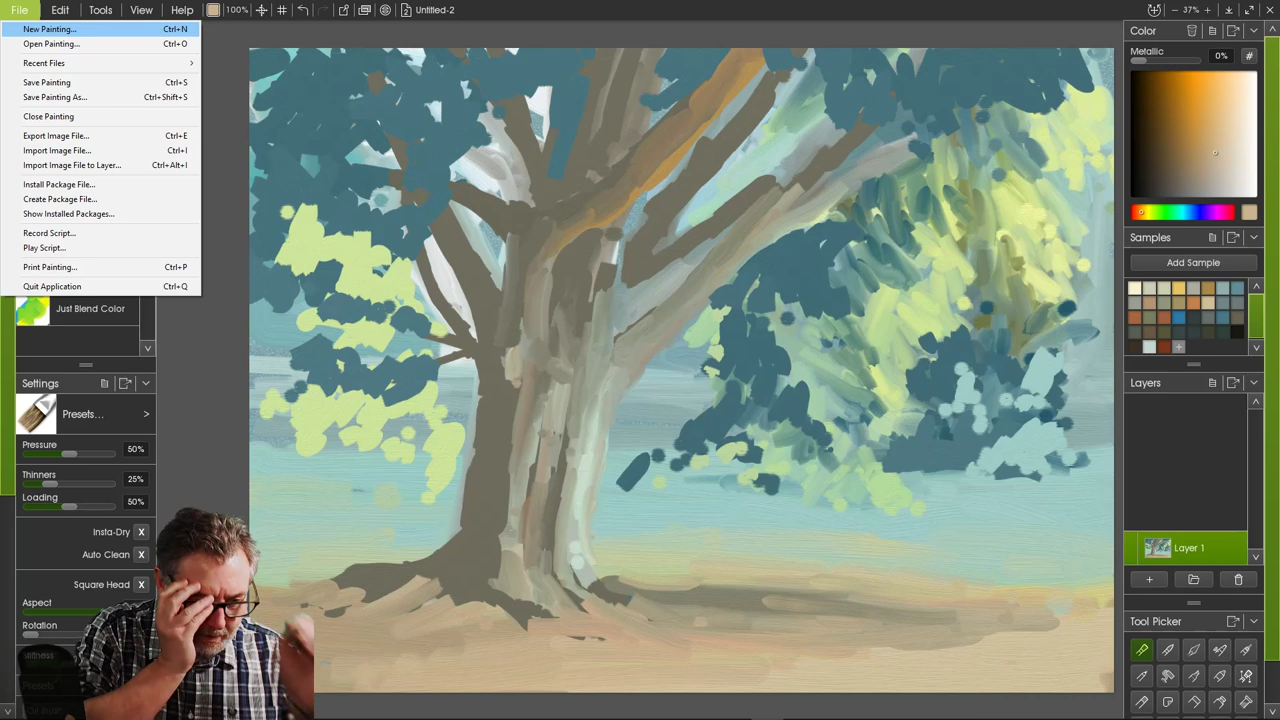 File Edit Tools View Help 100% Untitled-2 37%
New Painting... Ctrl+N
Open Painting... Ctrl+O
Recent Files
Save Painting Ctrl+S
Save Painting As... Ctrl+Shift+S
Close Painting
Export Image File... Ctrl+E
Import Image File... Ctrl+I
Import Image File to Layer... Ctrl+Alt+I
Install Package File...
Create Package File...
Show Installed Packages...
Record Script...
Play Script...
Print Painting... Ctrl+P
Quit Application Ctrl+Q
Just Blend Color
Settings
Presets...
Pressure
50%
Thinners
25%
Loading
50%
Insta-Dry X
Auto Clean X
Square Head X
Aspect
Rotation
Stiffness
Presets
Color
Metallic
0% #
Samples
Add Sample
Layers
Layer 1
Tool Picker